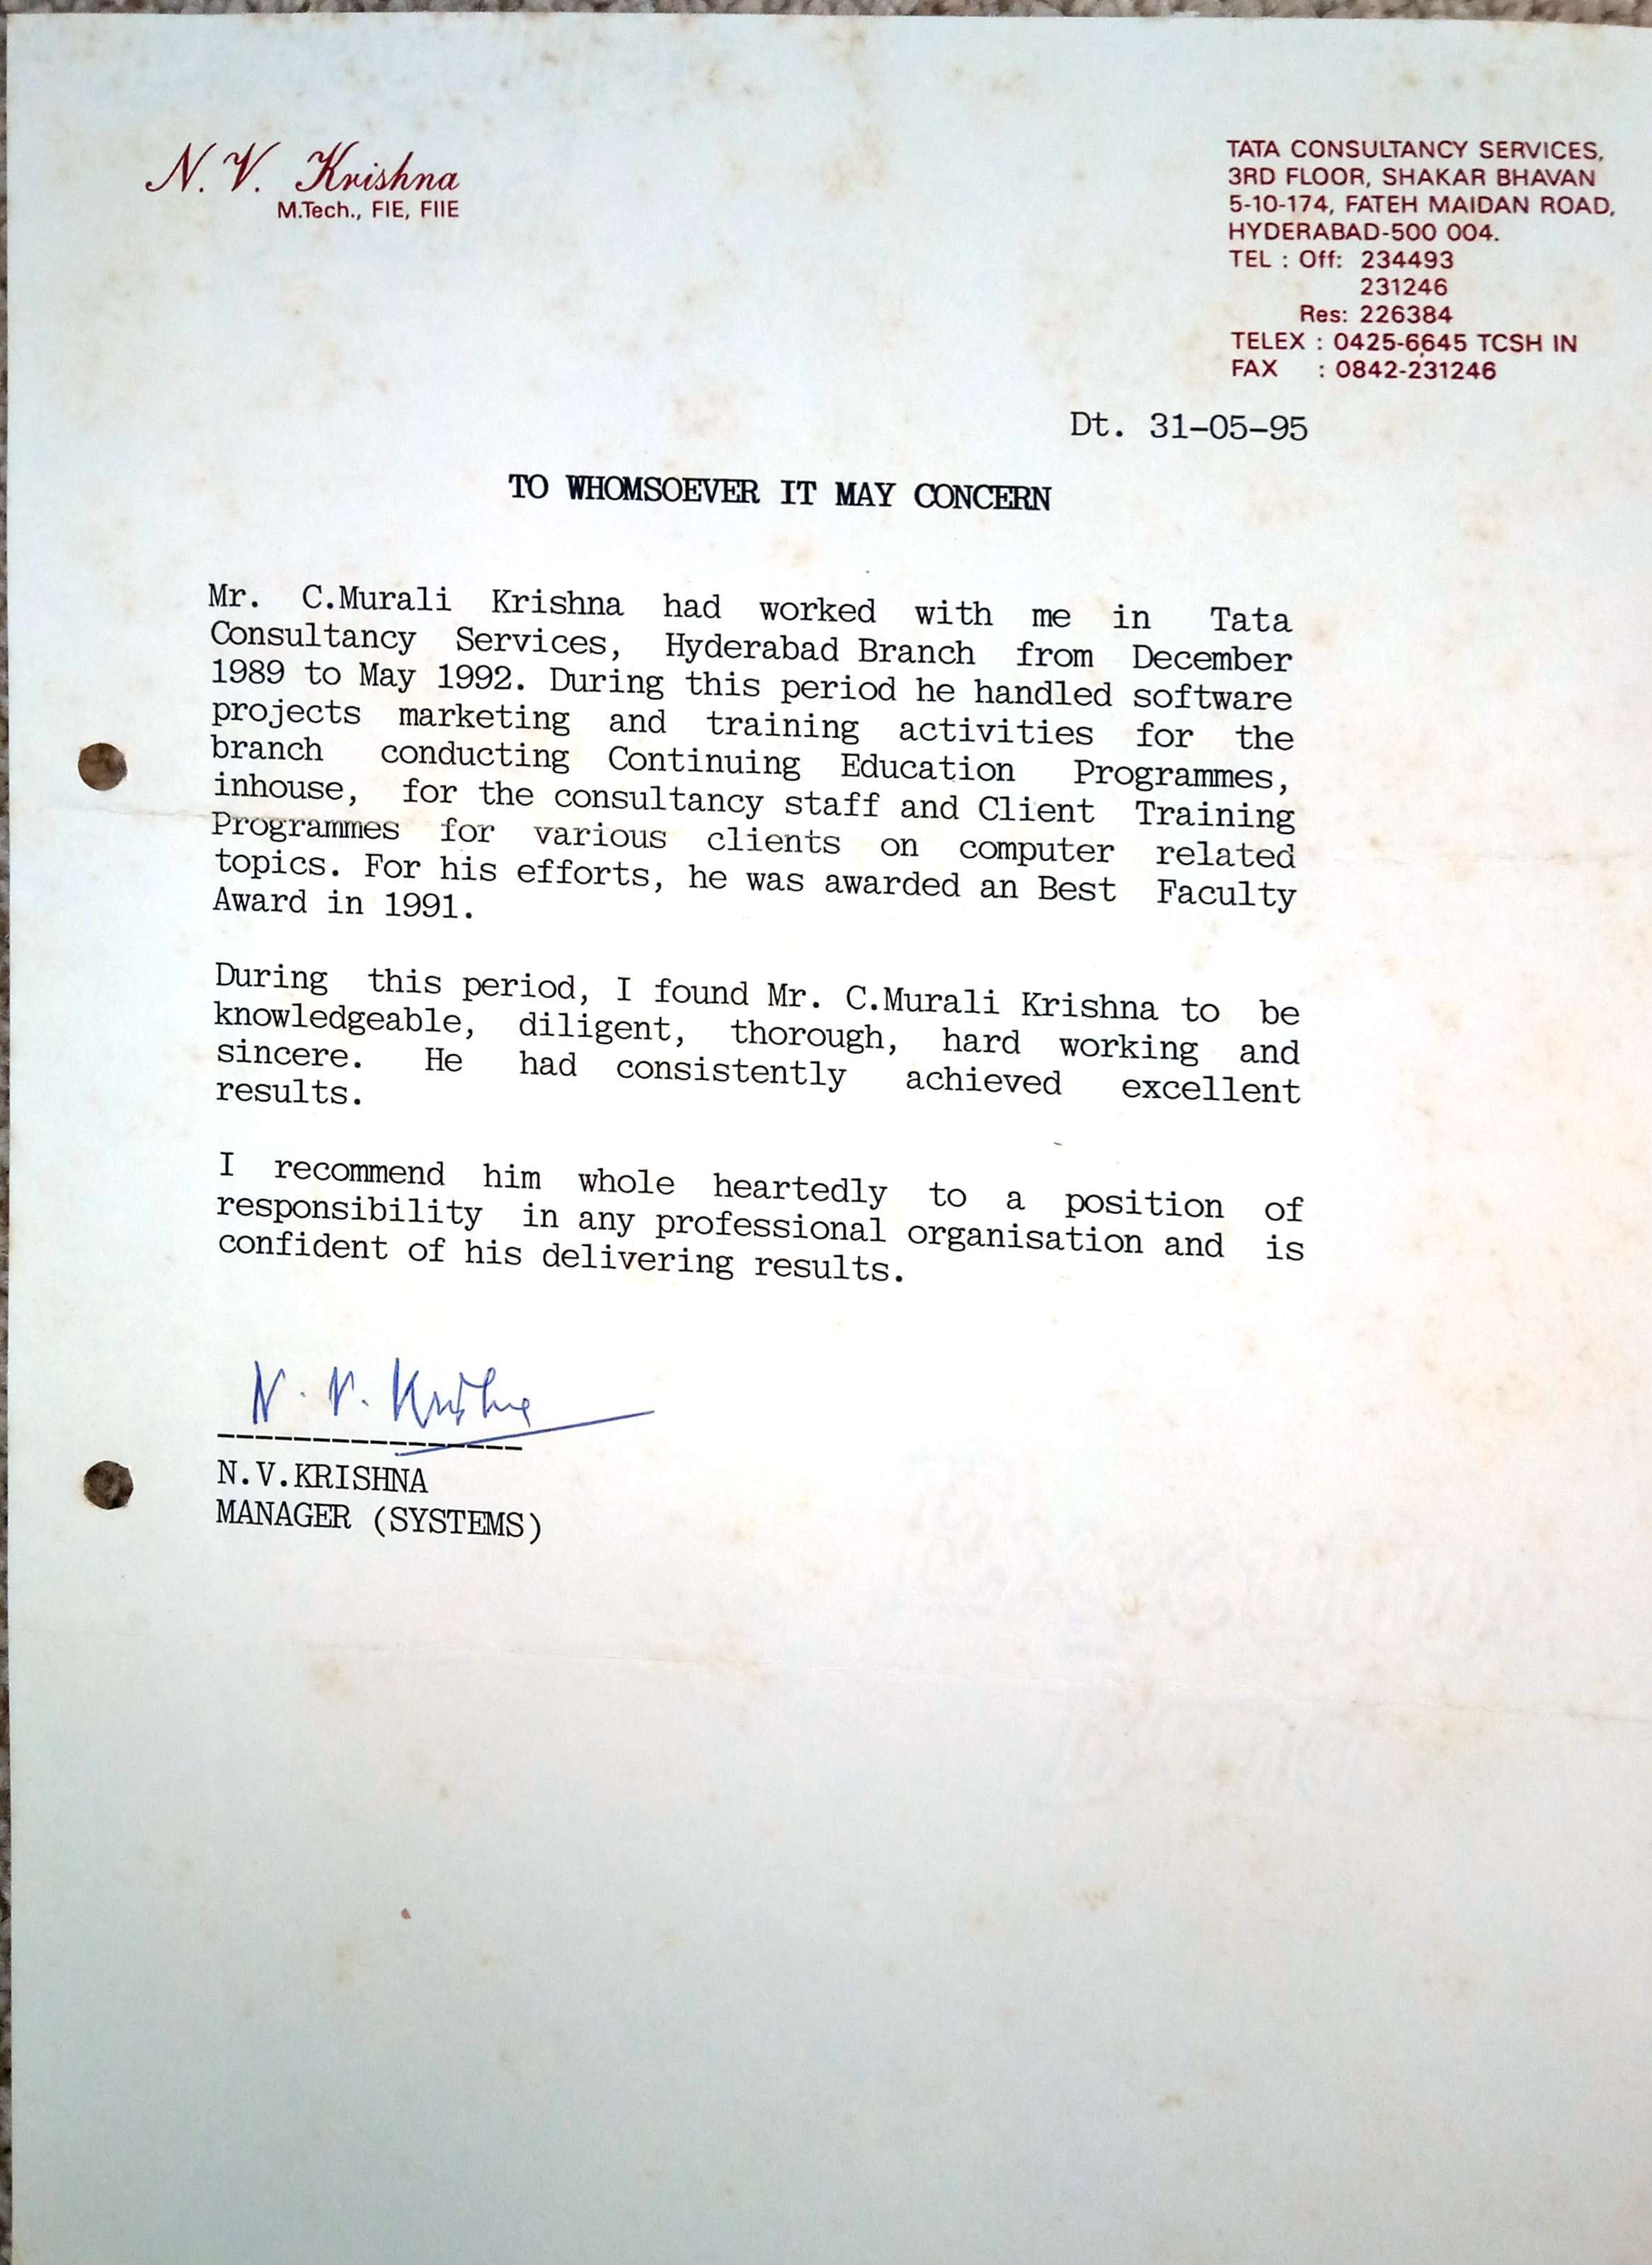 N. V. Krishna
M.Tech., FIE, FIIE
TATA CONSULTANCY SERVICES,
3RD FLOOR, SHAKAR BHAVAN
5-10-174, FATEH MAIDAN ROAD,
HYDERABAD-500 004.
TEL : Off: 234493
231246
Res: 226384
TELEX : 0425-6645 TCSH IN
FAX : 0842-231246
Dt. 31-05-95
TO WHOMSOEVER IT MAY CONCERN
Mr. C.Murali Krishna had worked with me in Tata
Consultancy Services, Hyderabad Branch from December
1989 to May 1992. During this period he handled software
projects marketing and training activities for the
branch conducting Continuing Education Programmes,
inhouse, for the consultancy staff and Client Training
Programmes for various clients on computer related
topics. For his efforts, he was awarded an Best Faculty
Award in 1991.
During this period, I found Mr. C.Murali Krishna to be
knowledgeable, diligent, thorough, hard working and
sincere. He had consistently achieved excellent
results.
I recommend him whole heartedly to a position of
responsibility in any professional organisation and is
confident of his delivering results.
N. V. Krishna
N.V.KRISHNA
MANAGER (SYSTEMS)